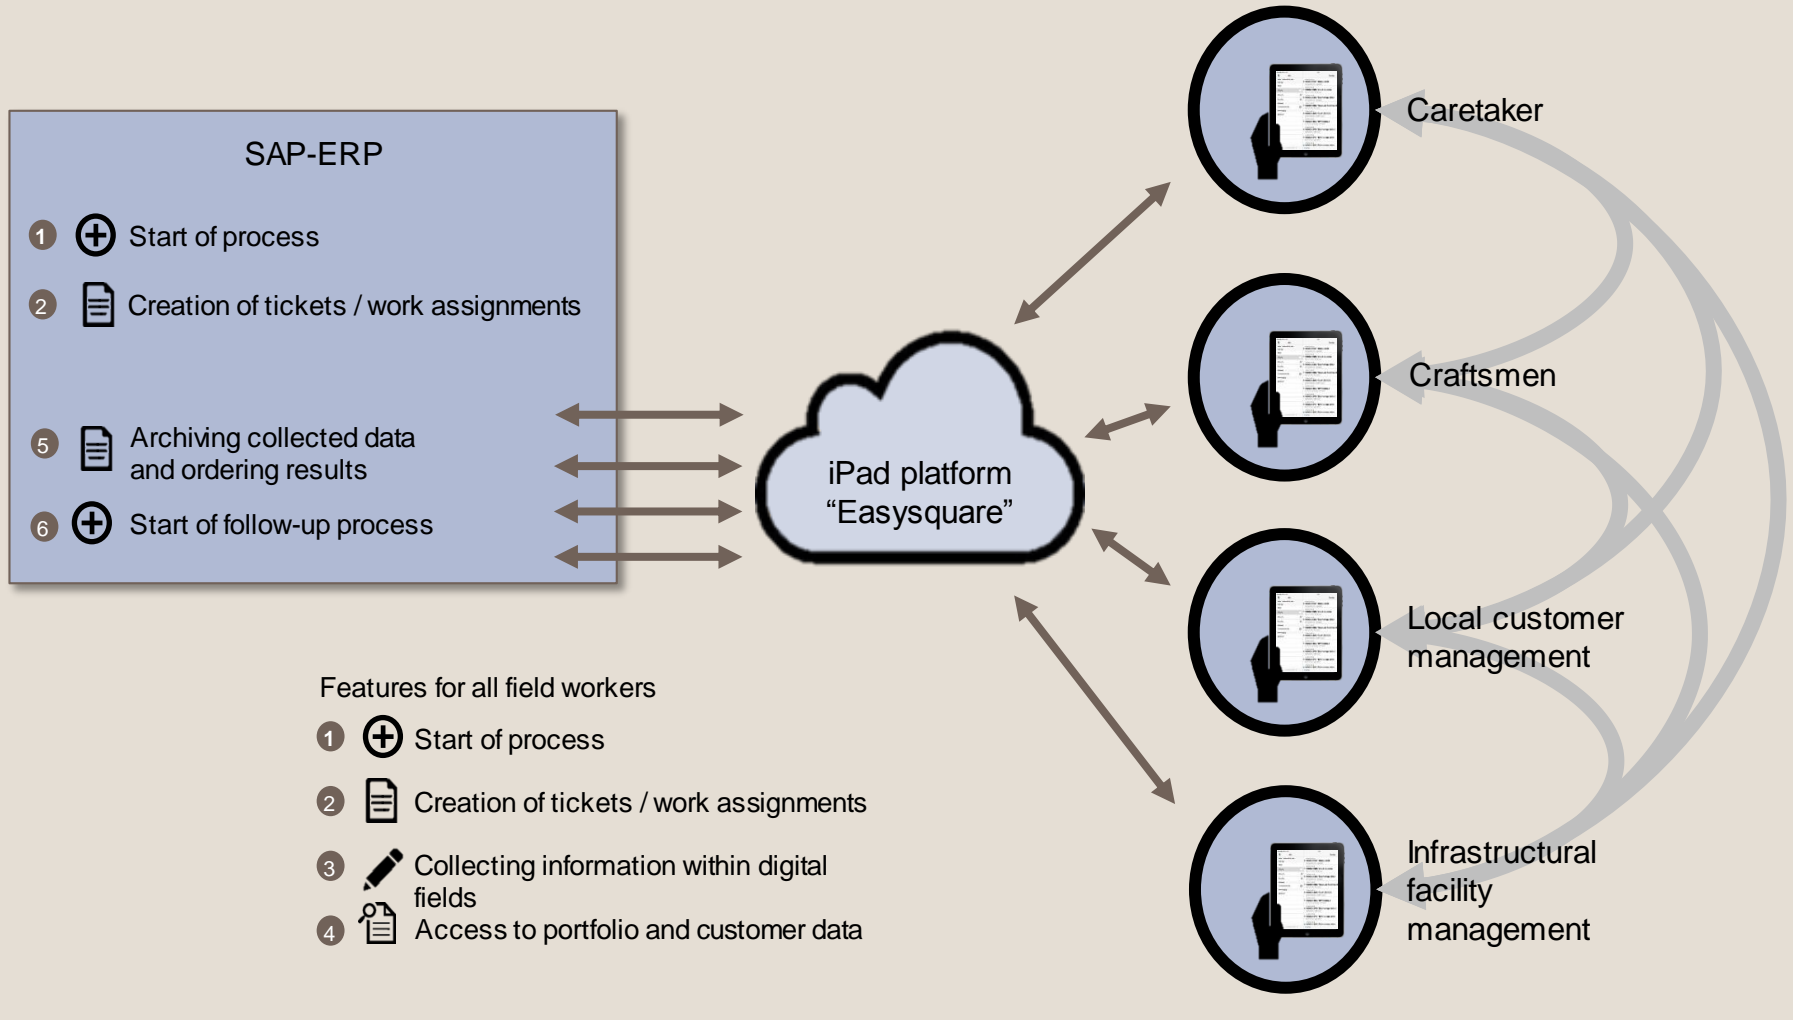 SAP-ERP
1 Start of process
2 Creation of tickets / work assignments
5 Archiving collected data
and ordering results
6 Start of follow-up process
iPad platform
“Easysquare”
Caretaker
Craftsmen
Local customer
management
Infrastructural
facility
management
Features for all field workers
1 Start of process
2 Creation of tickets / work assignments
3 Collecting information within digital
fields
4 Access to portfolio and customer data